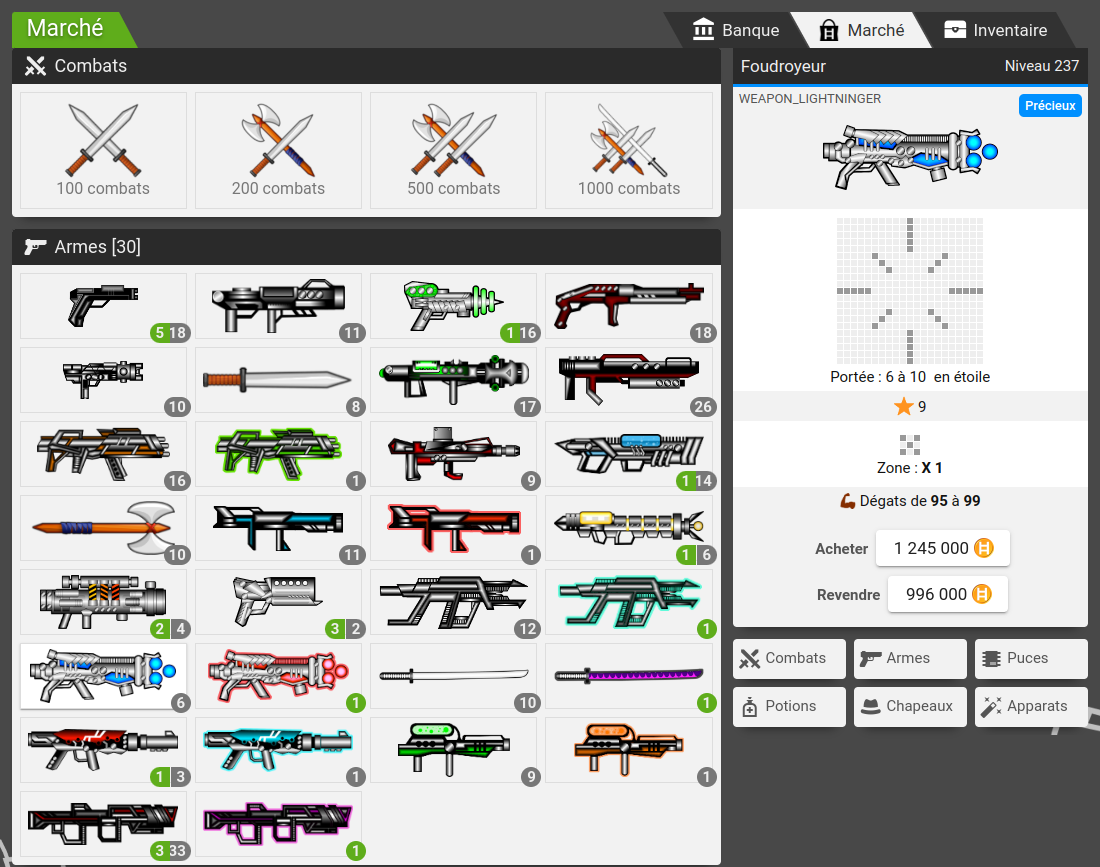 Marché
Banque
Marché
Inventaire
Combats
100 combats
200 combats
500 combats
1000 combats
Armes [30]
5 18
11
1 16
18
10
8
17
26
16
1
9
1 14
10
11
1
1 6
2 4
3 2
12
1
6
1
10
1
1 3
1
9
1
3 33
1
Foudroyeur
Niveau 237
WEAPON_LIGHTNINGER
Précieux
Portée : 6 à 10 en étoile
9
Zone : X 1
Dégats de 95 à 99
Acheter 1 245 000
Revendre 996 000
Combats
Armes
Puces
Potions
Chapeaux
Apparats